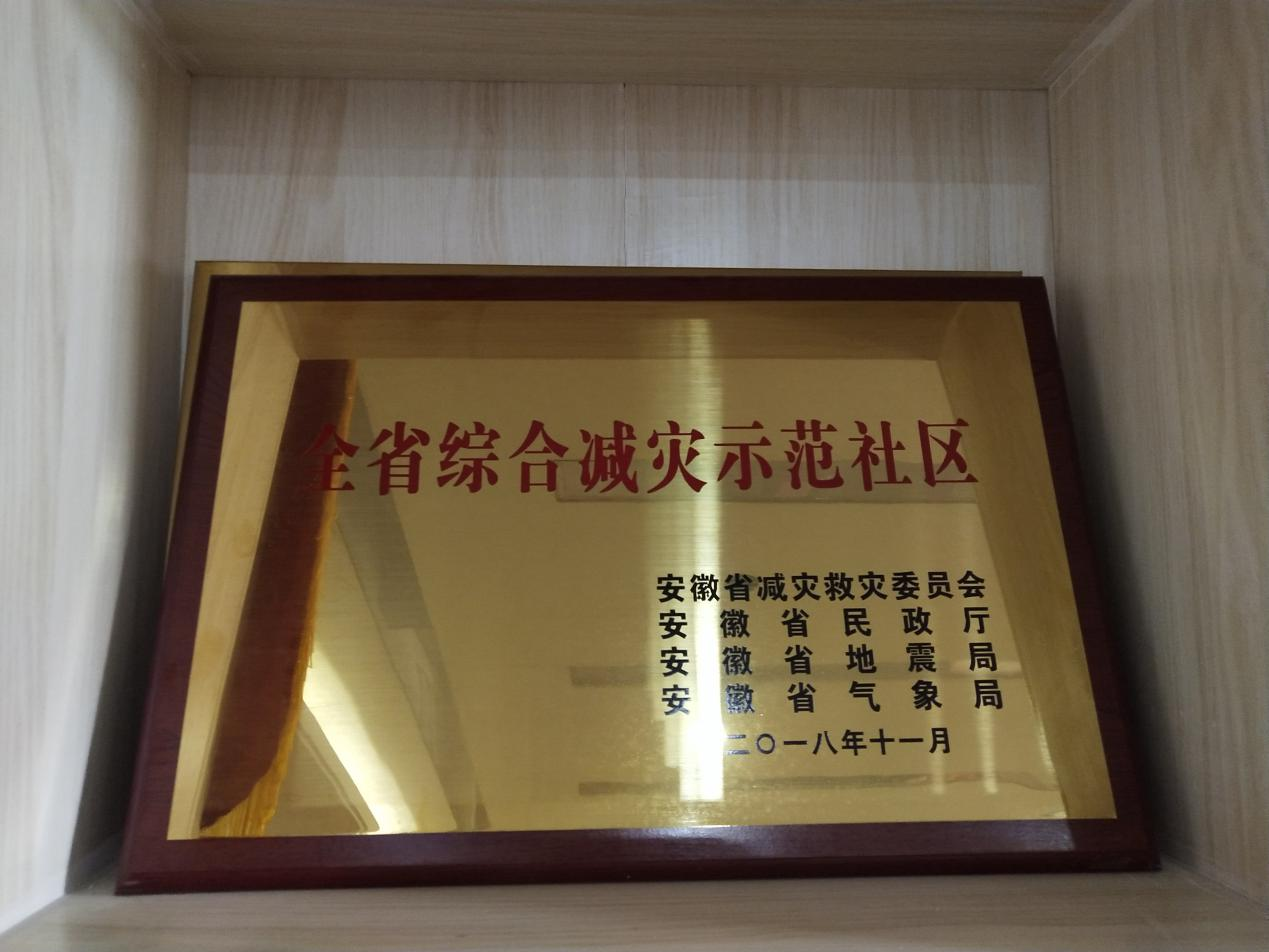 全省综合减灾示范社区
安徽省减灾救灾委员会
安徽省民政厅
安徽省地震局
安徽省气象局
二〇一八年十一月